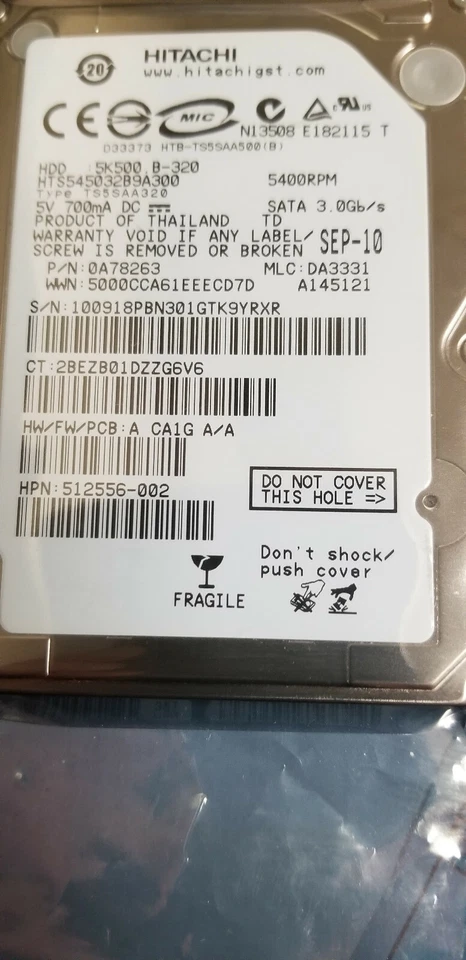 20
HITACHI
www.hitachigst.com
CE MIC c RU US
N13508 E182115 T
D33373 HTB-TS5SAA500(B)
HDD :5K500.B-320
HTS545032B9A300 5400RPM
Type TS5SAA320
5V 700mA DC SATA 3.0Gb/s
PRODUCT OF THAILAND TD
WARRANTY VOID IF ANY LABEL/ SEP-10
SCREW IS REMOVED OR BROKEN
P/N:0A78263 MLC:DA3331
WWN:5000CCA61EEECD7D A145121
S/N:100918PBN301GTK9YRXR
CT:2BEZB01DZZG6V6
HW/FW/PCB:A CA1G A/A
HPN:512556-002
DO NOT COVER
THIS HOLE =>
Don't shock/
push cover
FRAGILE